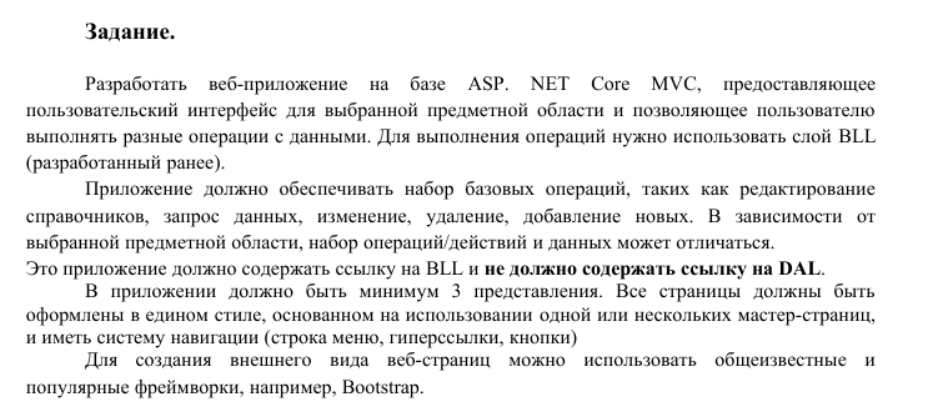 Задание.
Разработать веб-приложение на базе ASP. NET Core MVC, предоставляющее
пользовательский интерфейс для выбранной предметной области и позволяющее пользователю
выполнять разные операции с данными. Для выполнения операций нужно использовать слой BLL
(разработанный ранее).
Приложение должно обеспечивать набор базовых операций, таких как редактирование
справочников, запрос данных, изменение, удаление, добавление новых. В зависимости от
выбранной предметной области, набор операций/действий и данных может отличаться.
Это приложение должно содержать ссылку на BLL и не должно содержать ссылку на DAL.
В приложении должно быть минимум 3 представления. Все страницы должны быть
оформлены в едином стиле, основанном на использовании одной или нескольких мастер-страниц,
и иметь систему навигации (строка меню, гиперссылки, кнопки)
Для создания внешнего вида веб-страниц можно использовать общеизвестные и
популярные фреймворки, например, Bootstrap.